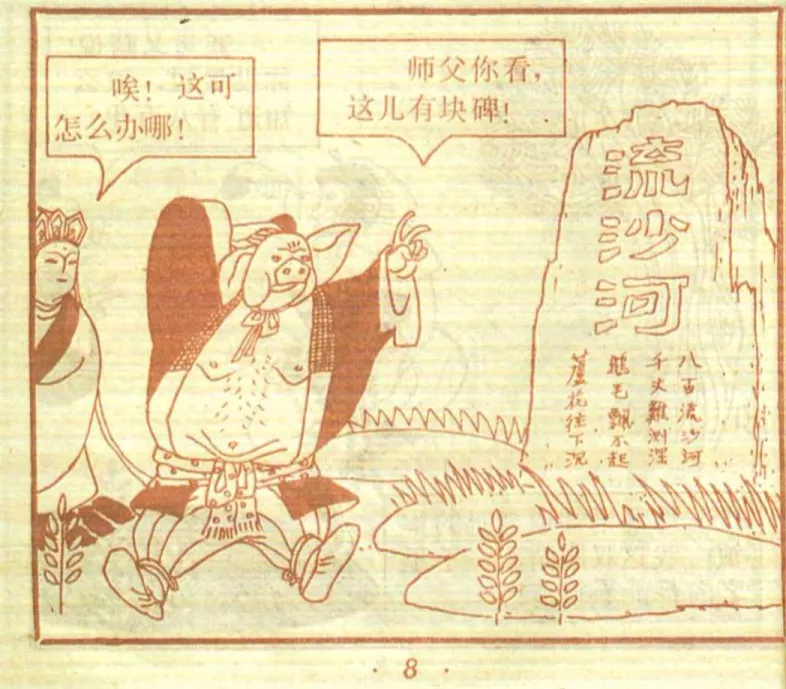 唉！这可
怎么办哪！
师父你看，
这儿有块碑！
流沙河
八百流沙河
千丈難測深
鵝毛飄不起
蘆花往下沉
· 8 ·